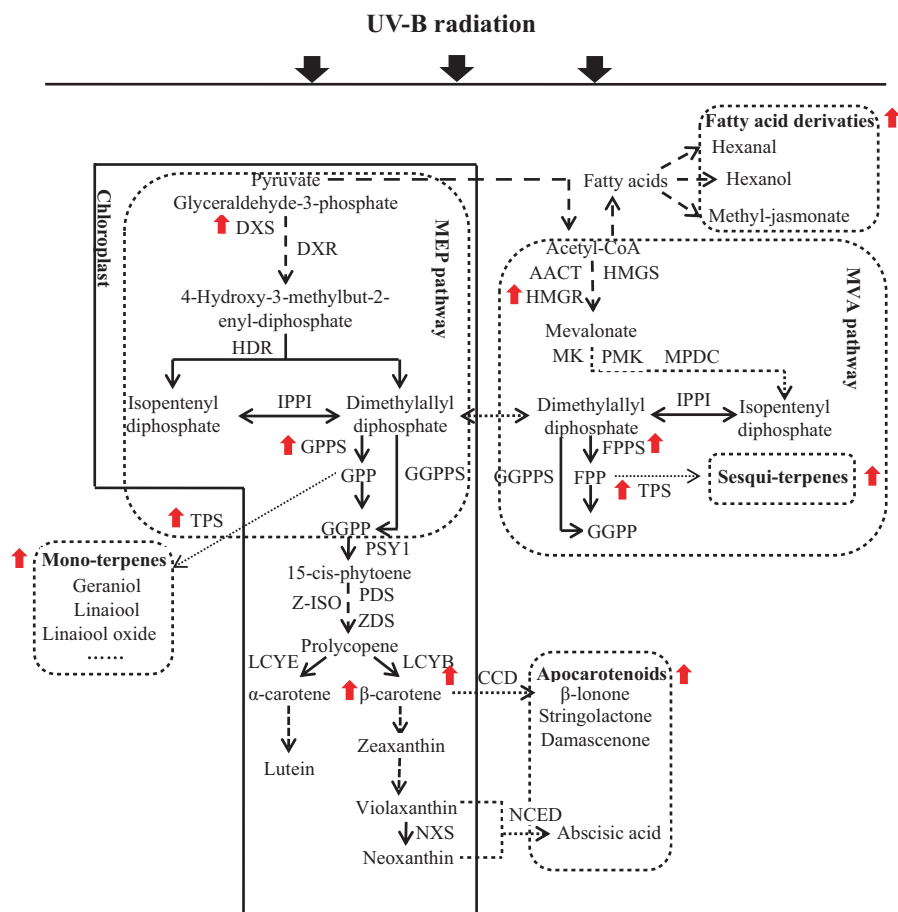 UV-B radiation
Fatty acid derivaties
Hexanal
Hexanol
Methyl-jasmonate
Fatty acids
Chloroplast
Pyruvate
Glyceraldehyde-3-phosphate
DXS
DXR
MEP pathway
4-Hydroxy-3-methylbut-2-
enyl-diphosphate
HDR
Isopentenyl
diphosphate
IPPI
Dimethylallyl
diphosphate
GPPS
GPP
GGPPS
TPS
GGPP
Acetyl-CoA
AACT
HMGS
HMGR
MVA pathway
Mevalonate
MK
PMK
MPDC
Dimethylallyl
diphosphate
IPPI
Isopentenyl
diphosphate
FPPS
GGPPS
FPP
TPS
Sesqui-terpenes
GGPP
Mono-terpenes
Geraniol
Linaiool
Linaiool oxide
......
PSY1
15-cis-phytoene
Z-ISO
PDS
ZDS
Prolycopene
LCYE
LCYB
α-carotene
β-carotene
CCD
Apocarotenoids
β-Ionone
Stringolactone
Damascenone
Lutein
Zeaxanthin
Violaxanthin
NXS
NCED
Abscisic acid
Neoxanthin